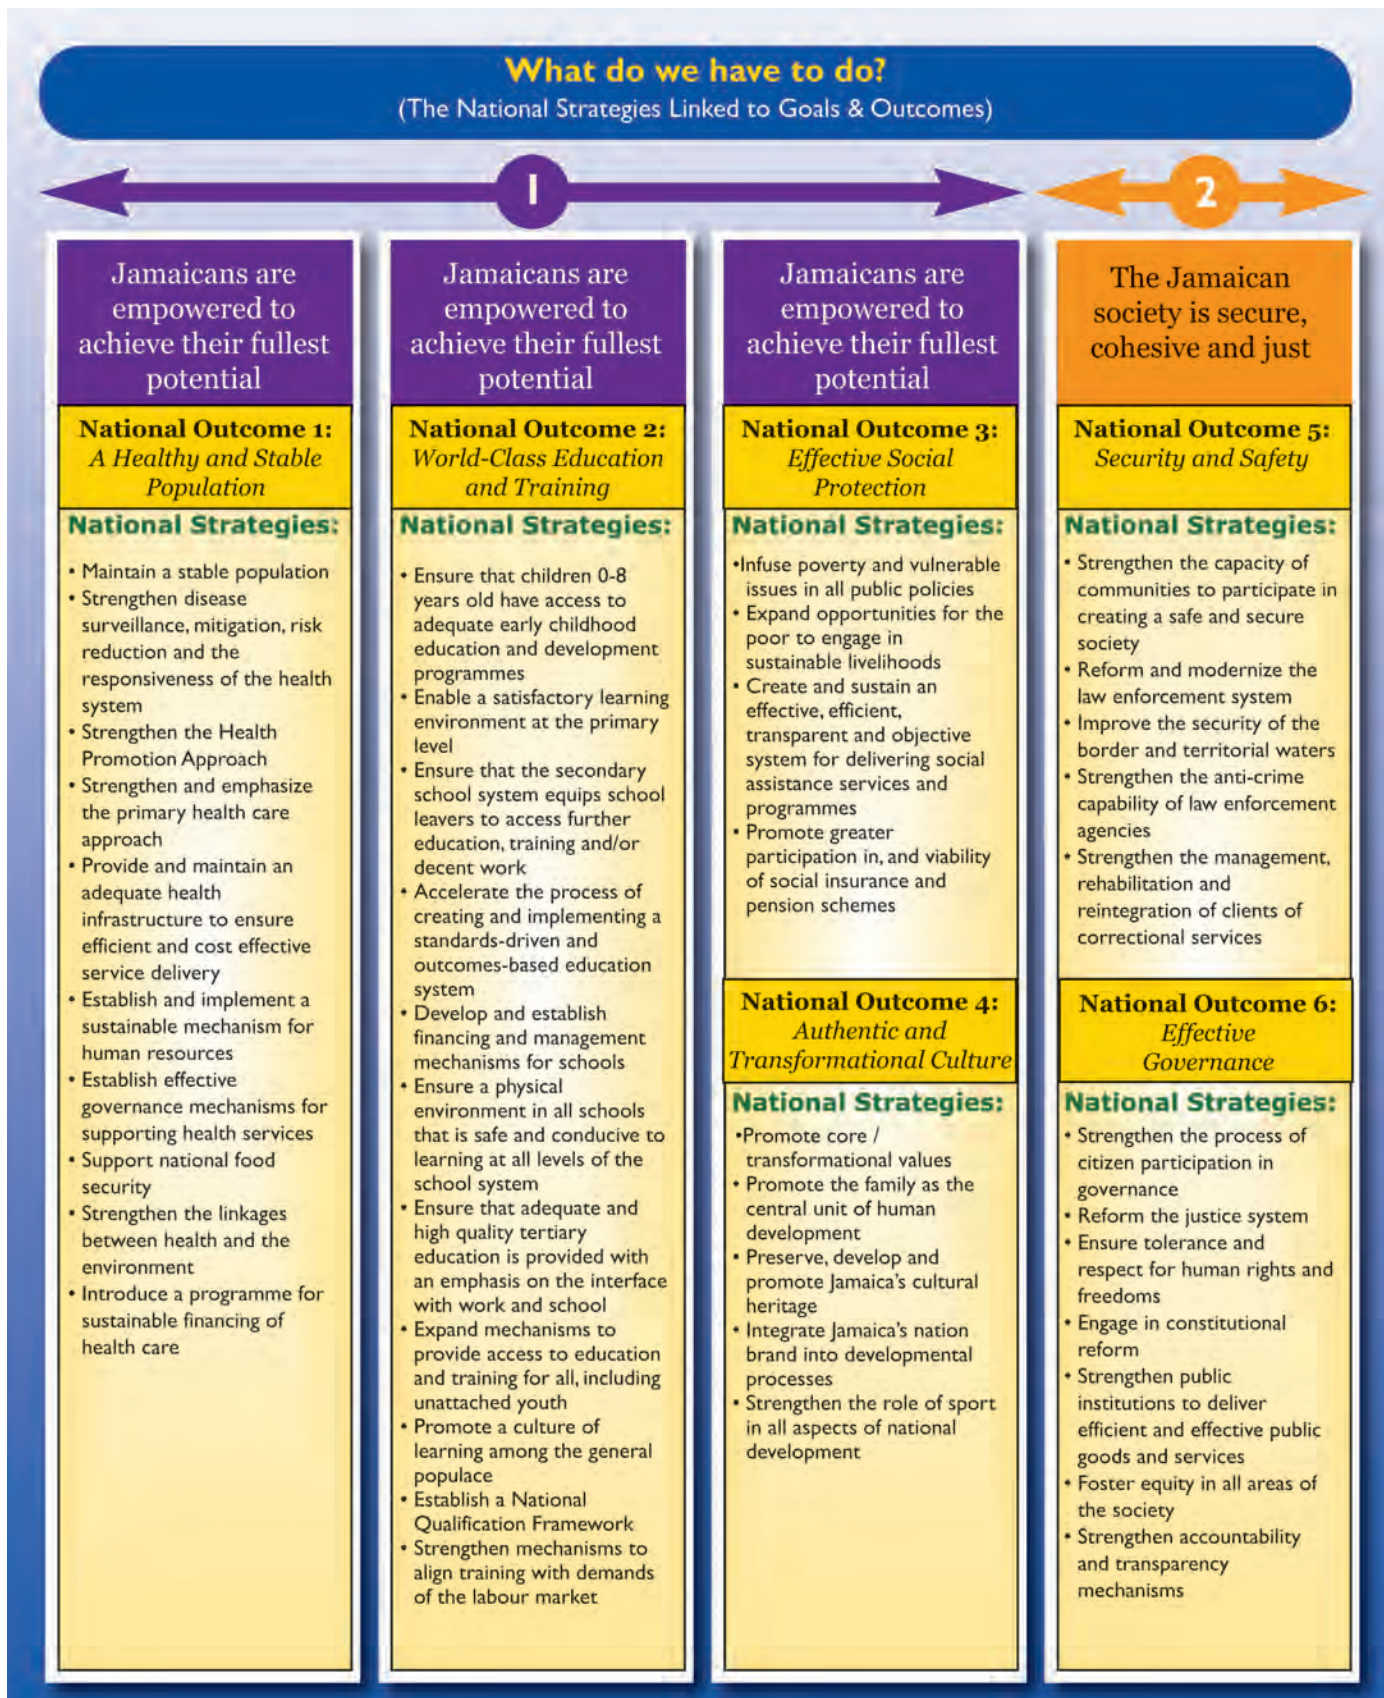 What do we have to do?
(The National Strategies Linked to Goals & Outcomes)
1
2
Jamaicans are
empowered to
achieve their fullest
potential
National Outcome 1:
A Healthy and Stable
Population
National Strategies:
• Maintain a stable population
• Strengthen disease
surveillance, mitigation, risk
reduction and the
responsiveness of the health
system
• Strengthen the Health
Promotion Approach
• Strengthen and emphasize
the primary health care
approach
• Provide and maintain an
adequate health
infrastructure to ensure
efficient and cost effective
service delivery
• Establish and implement a
sustainable mechanism for
human resources
• Establish effective
governance mechanisms for
supporting health services
• Support national food
security
• Strengthen the linkages
between health and the
environment
• Introduce a programme for
sustainable financing of
health care
Jamaicans are
empowered to
achieve their fullest
potential
National Outcome 2:
World-Class Education
and Training
National Strategies:
• Ensure that children 0-8
years old have access to
adequate early childhood
education and development
programmes
• Enable a satisfactory learning
environment at the primary
level
• Ensure that the secondary
school system equips school
leavers to access further
education, training and/or
decent work
• Accelerate the process of
creating and implementing a
standards-driven and
outcomes-based education
system
• Develop and establish
financing and management
mechanisms for schools
• Ensure a physical
environment in all schools
that is safe and conducive to
learning at all levels of the
school system
• Ensure that adequate and
high quality tertiary
education is provided with
an emphasis on the interface
with work and school
• Expand mechanisms to
provide access to education
and training for all, including
unattached youth
• Promote a culture of
learning among the general
populace
• Establish a National
Qualification Framework
• Strengthen mechanisms to
align training with demands
of the labour market
Jamaicans are
empowered to
achieve their fullest
potential
National Outcome 3:
Effective Social
Protection
National Strategies:
•Infuse poverty and vulnerable
issues in all public policies
• Expand opportunities for the
poor to engage in
sustainable livelihoods
• Create and sustain an
effective, efficient,
transparent and objective
system for delivering social
assistance services and
programmes
• Promote greater
participation in, and viability
of social insurance and
pension schemes
National Outcome 4:
Authentic and
Transformational Culture
National Strategies:
•Promote core /
transformational values
• Promote the family as the
central unit of human
development
• Preserve, develop and
promote Jamaica's cultural
heritage
• Integrate Jamaica's nation
brand into developmental
processes
• Strengthen the role of sport
in all aspects of national
development
The Jamaican
society is secure,
cohesive and just
National Outcome 5:
Security and Safety
National Strategies:
• Strengthen the capacity of
communities to participate in
creating a safe and secure
society
• Reform and modernize the
law enforcement system
• Improve the security of the
border and territorial waters
• Strengthen the anti-crime
capability of law enforcement
agencies
• Strengthen the management,
rehabilitation and
reintegration of clients of
correctional services
National Outcome 6:
Effective
Governance
National Strategies:
• Strengthen the process of
citizen participation in
governance
• Reform the justice system
• Ensure tolerance and
respect for human rights and
freedoms
• Engage in constitutional
reform
• Strengthen public
institutions to deliver
efficient and effective public
goods and services
• Foster equity in all areas of
the society
• Strengthen accountability
and transparency
mechanisms